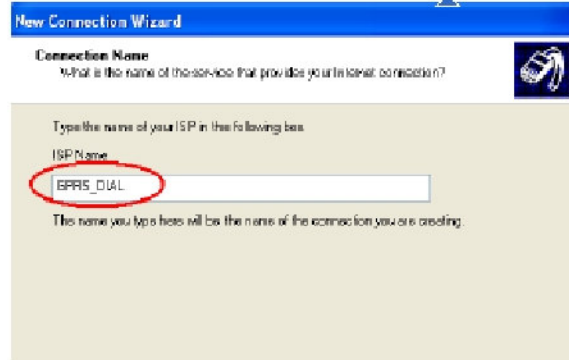 New Connection Wizard
Connection Name
What is the name of the service that provides your Internet connection?
Type the name of your ISP in the following box.
ISP Name
GPRS_DIAL
The name you type here will be the name of the connection you are creating.